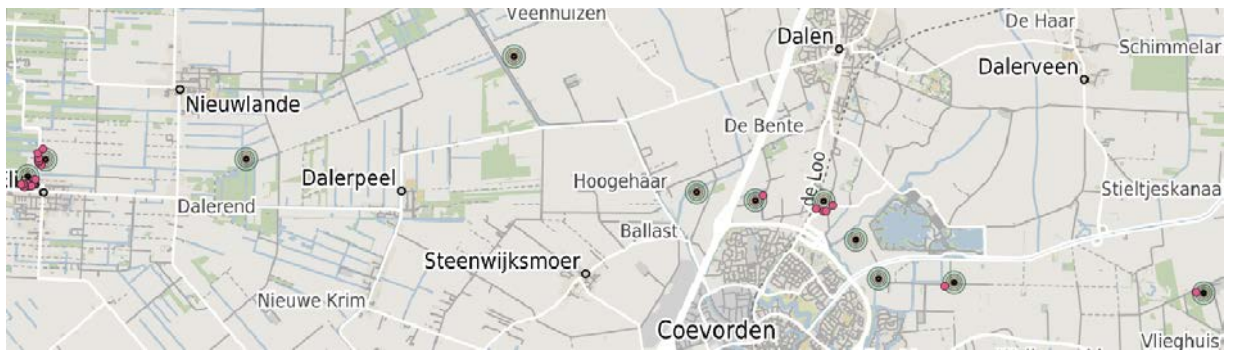 Veenhuizen
De Haar
Dalen
Schimmelar
Dalerveen
Nieuwlande
De Bente
de Loo
Dalerpeel
Hoogehaar
Stieltjeskanaa
Dalerend
Ballast
Steenwijksmoer
Nieuwe Krim
Coevorden
Vlieghuis